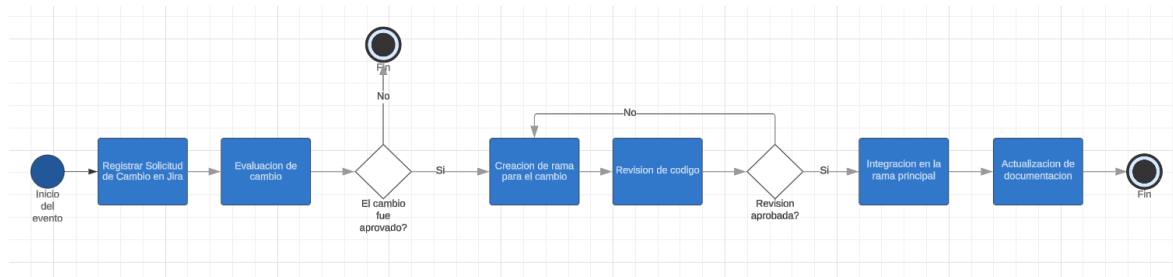 Fin
No
No
Registrar Solicitud
de Cambio en Jira
Evaluacion de
cambio
Si
Creacion de rama
para el cambio
Revision de codigo
Si
Integracion en la
rama principal
Actualizacion de
documentacion
Inicio
del
evento
El cambio
fue
aprovado?
Revision
aprobada?
Fin